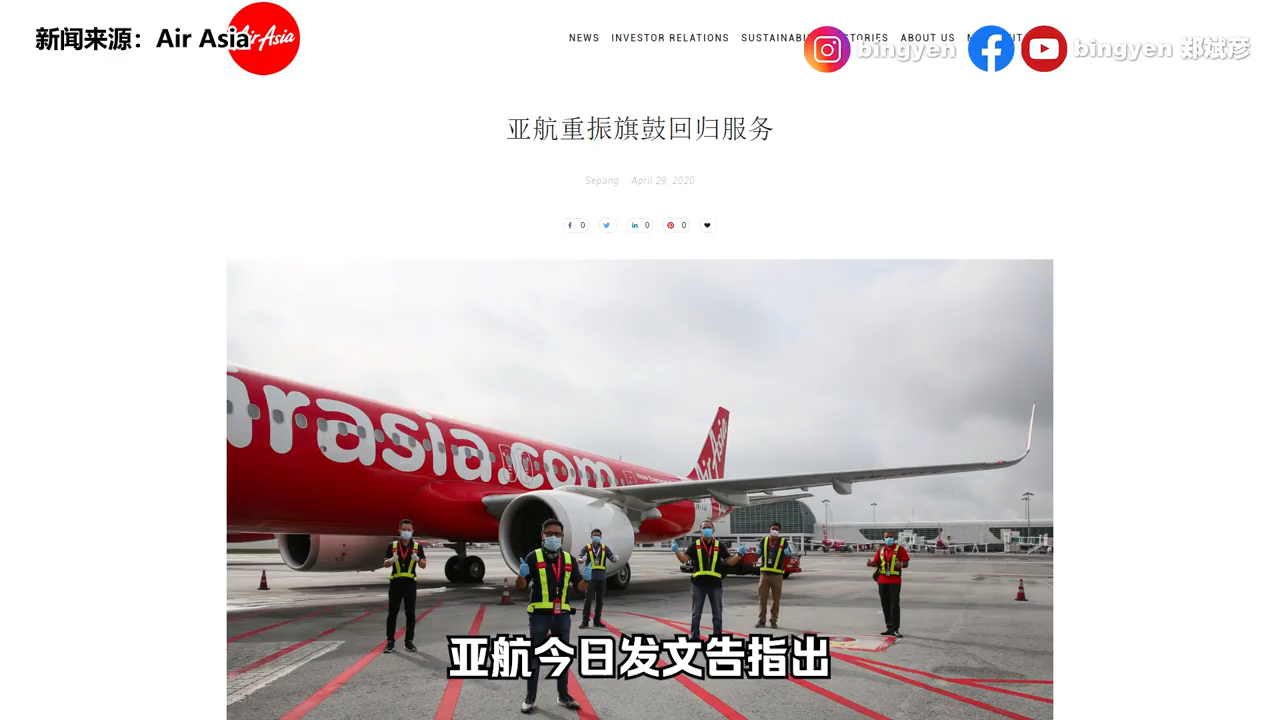 新闻来源：Air Asia
AirAsia
NEWS INVESTOR RELATIONS SUSTAINABI STORIES ABOUT US
bingyen
bingyen 郑斌彦
亚航重振旗鼓回归服务
Sepang April 29, 2020
0 0 0
airasia.com
AirAsia
亚航今日发文告指出